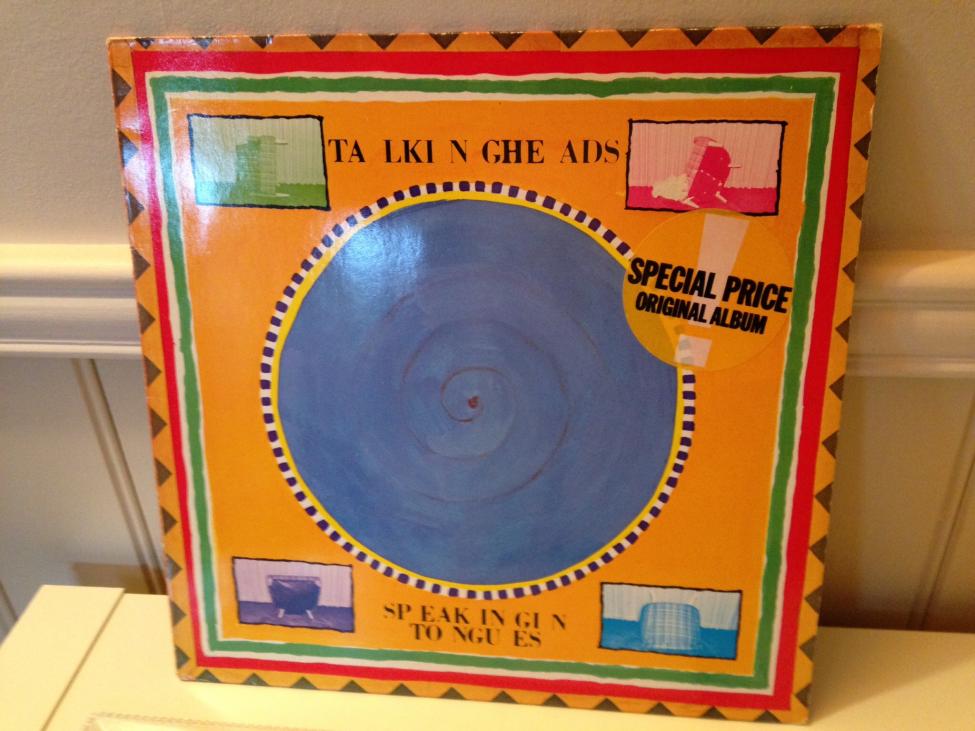 TA LKI N GHE ADS
SPECIAL PRICE
ORIGINAL ALBUM
SP EAK IN GI N
TO NGU ES